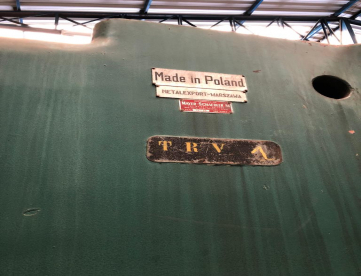 Made in Poland
METALEXPORT-WARSZAWA
T R V A